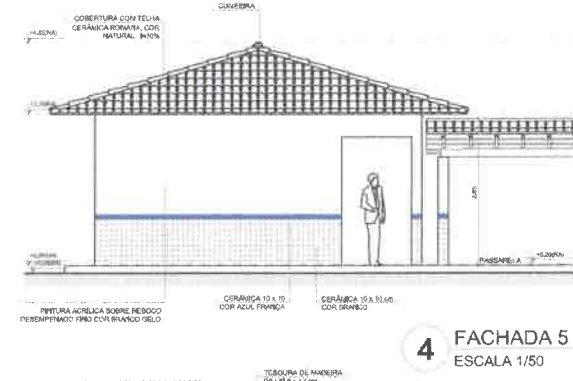 CUMEEIRA
COBERTURA COM TELHA
CERÂMICA ROMANA, COR
NATURAL
2,85
PASSARELA
CERÂMICA 10 x 10
COR AZUL FRANÇA
CERÂMICA 10 x 10 cm
COR BRANCO
PINTURA ACRÍLICA SOBRE REBOCO
DESEMPENADO FINO COR BRANCO GELO
4 FACHADA 5
ESCALA 1/50
TESOURA DE MADEIRA